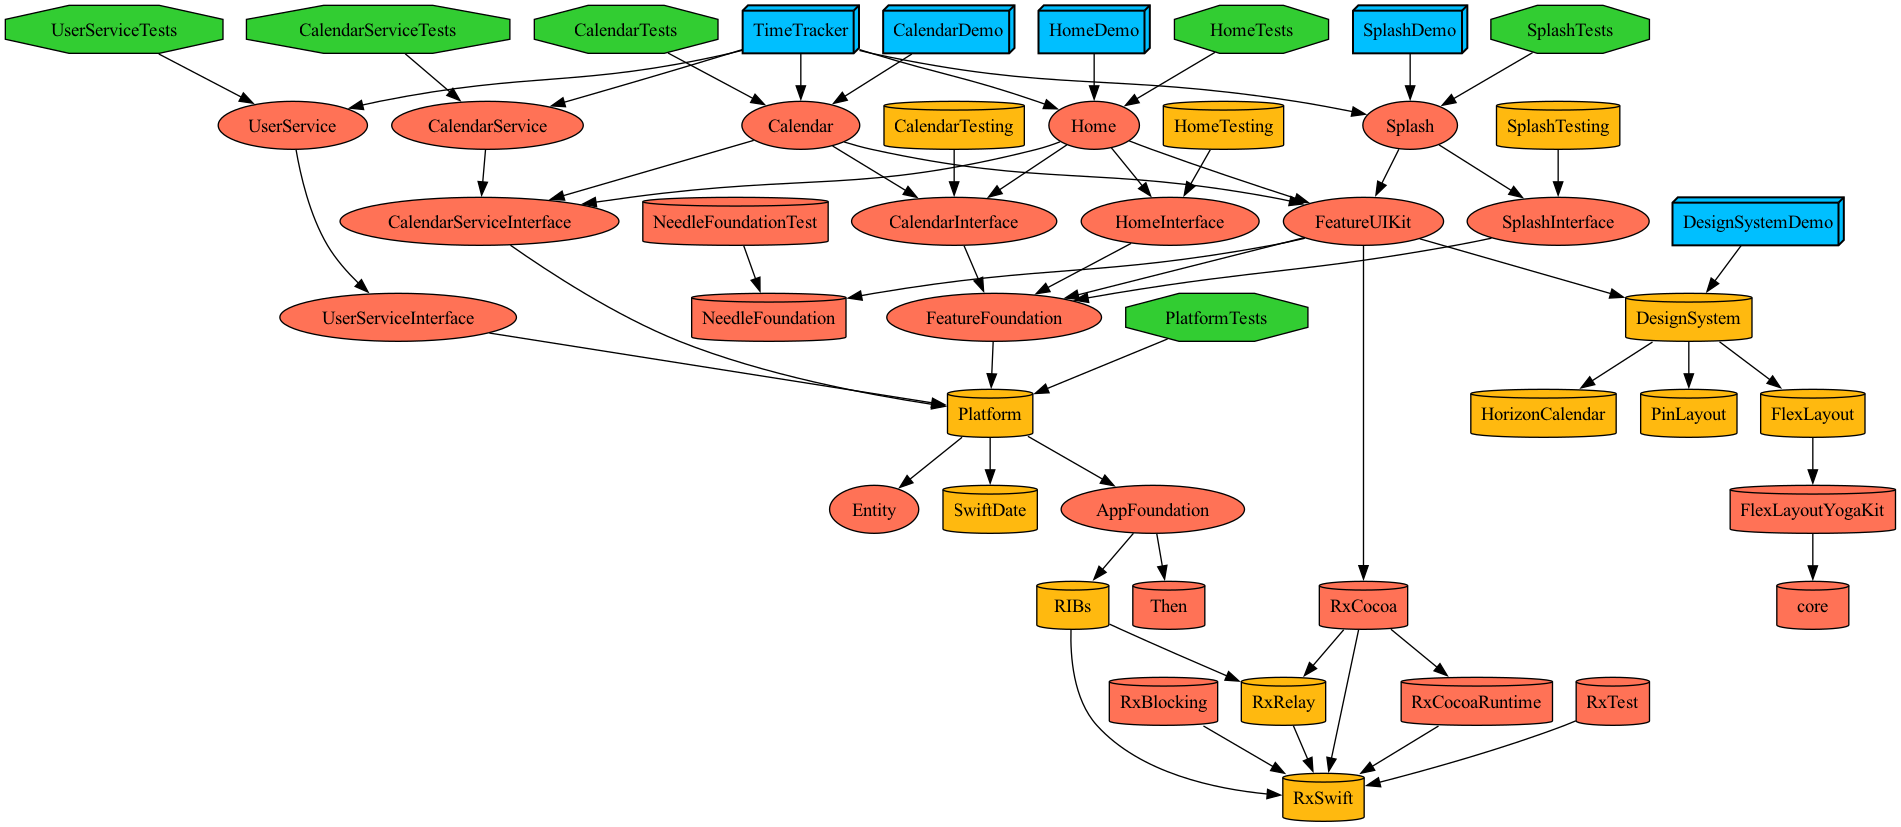 UserServiceTests
CalendarServiceTests
CalendarTests
TimeTracker
CalendarDemo
HomeDemo
HomeTests
SplashDemo
SplashTests
UserService
CalendarService
Calendar
CalendarTesting
Home
HomeTesting
Splash
SplashTesting
CalendarServiceInterface
NeedleFoundationTest
CalendarInterface
HomeInterface
FeatureUIKit
SplashInterface
DesignSystemDemo
UserServiceInterface
NeedleFoundation
FeatureFoundation
PlatformTests
DesignSystem
Platform
HorizonCalendar
PinLayout
FlexLayout
Entity
SwiftDate
AppFoundation
FlexLayoutYogaKit
RIBs
Then
RxCocoa
core
RxBlocking
RxRelay
RxCocoaRuntime
RxTest
RxSwift